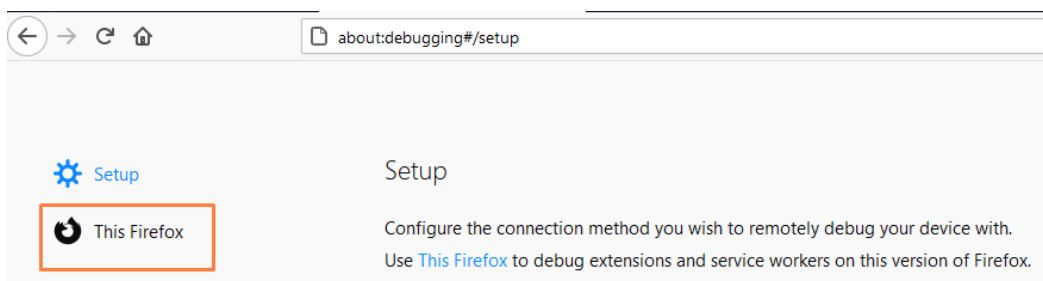 about:debugging#/setup
Setup
Setup
This Firefox
Configure the connection method you wish to remotely debug your device with.
Use This Firefox to debug extensions and service workers on this version of Firefox.